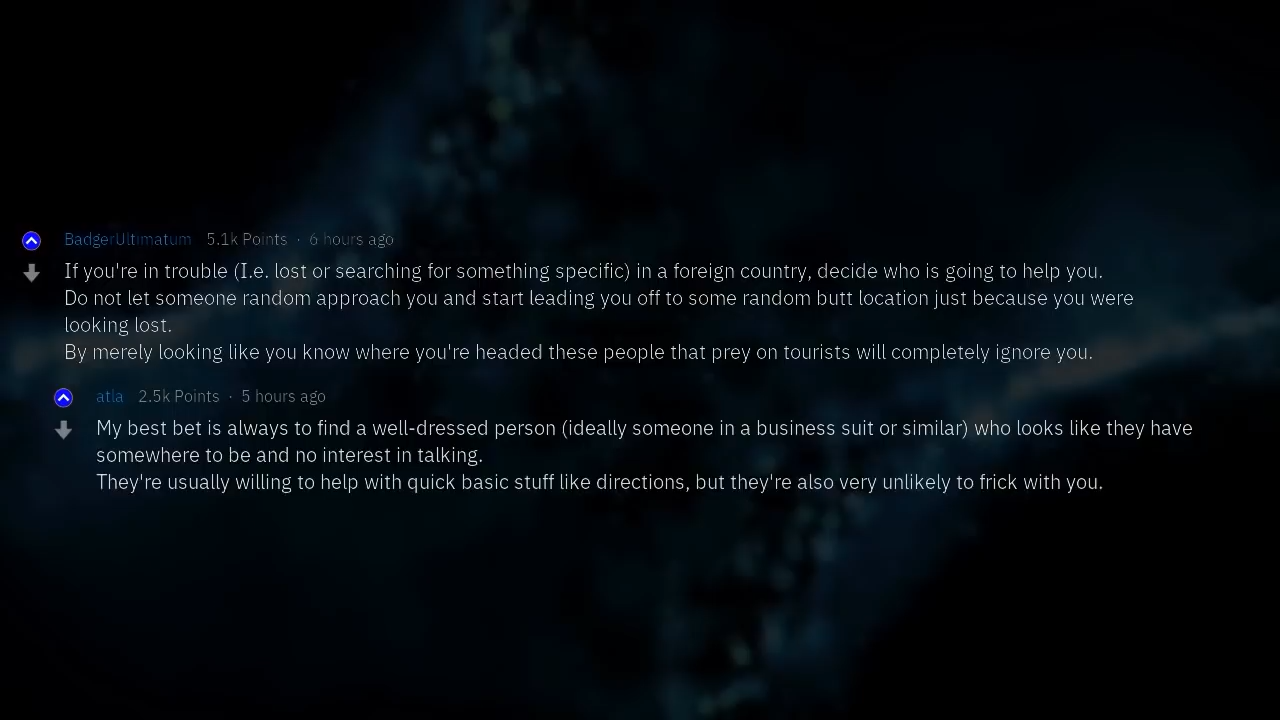 BadgerUltimatum 5.1k Points · 6 hours ago
If you're in trouble (I.e. lost or searching for something specific) in a foreign country, decide who is going to help you.
Do not let someone random approach you and start leading you off to some random butt location just because you were
looking lost.
By merely looking like you know where you're headed these people that prey on tourists will completely ignore you.
atla 2.5k Points · 5 hours ago
My best bet is always to find a well-dressed person (ideally someone in a business suit or similar) who looks like they have
somewhere to be and no interest in talking.
They're usually willing to help with quick basic stuff like directions, but they're also very unlikely to frick with you.